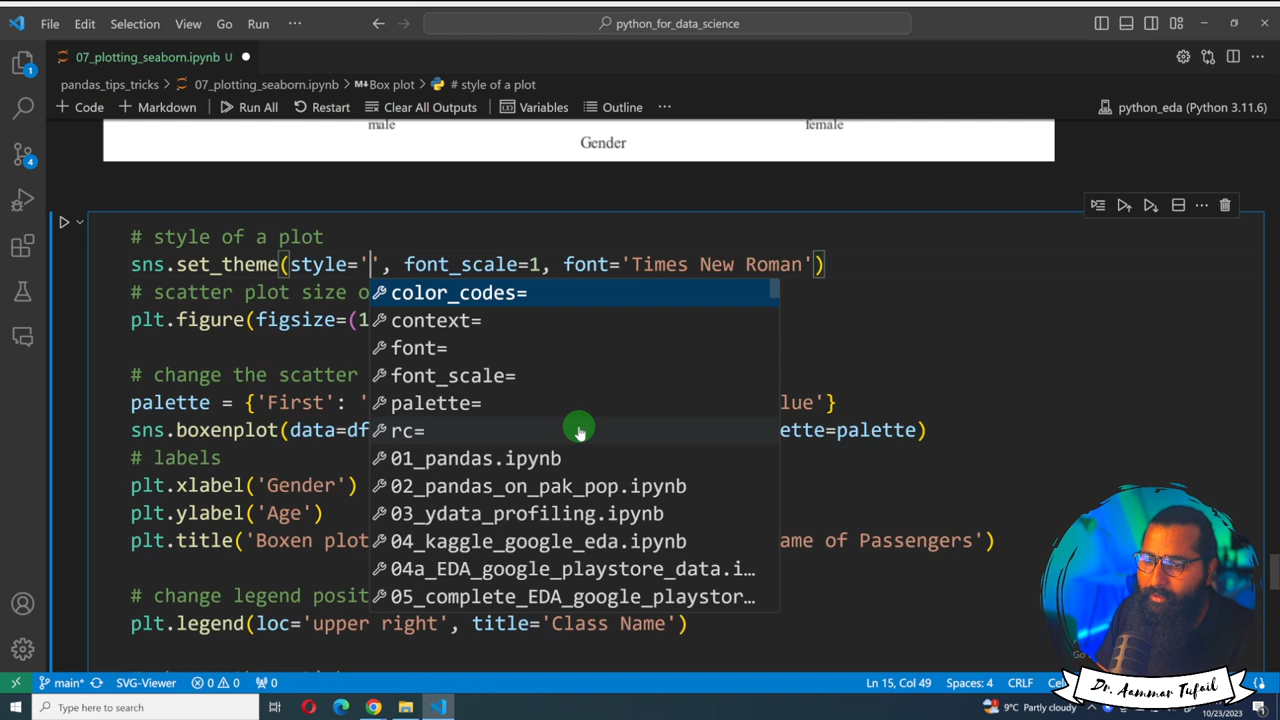 File Edit Selection View Go Run ··· python_for_data_science
07_plotting_seaborn.ipynb U
pandas_tips_tricks > 07_plotting_seaborn.ipynb > Box plot > # style of a plot
+ Code + Markdown Run All Restart Clear All Outputs Variables Outline ··· python_eda (Python 3.11.6)
male female
Gender
# style of a plot
sns.set_theme(style='', font_scale=1, font='Times New Roman')
# scatter plot size o
plt.figure(figsize=(1
# change the scatter
palette = {'First': ' lue'}
sns.boxenplot(data=df ette=palette)
# labels
plt.xlabel('Gender')
plt.ylabel('Age')
plt.title('Boxen plot ame of Passengers')
# change legend posit
plt.legend(loc='upper right', title='Class Name')
color_codes=
context=
font=
font_scale=
palette=
rc=
01_pandas.ipynb
02_pandas_on_pak_pop.ipynb
03_ydata_profiling.ipynb
04_kaggle_google_eda.ipynb
04a_EDA_google_playstore_data.i…
05_complete_EDA_google_playstor…
1
4
Dr. Aammar Tufail
main* SVG-Viewer 0 0 0 Ln 15, Col 49 Spaces: 4 CRLF
Type here to search 9°C Partly cloudy 10/23/2023